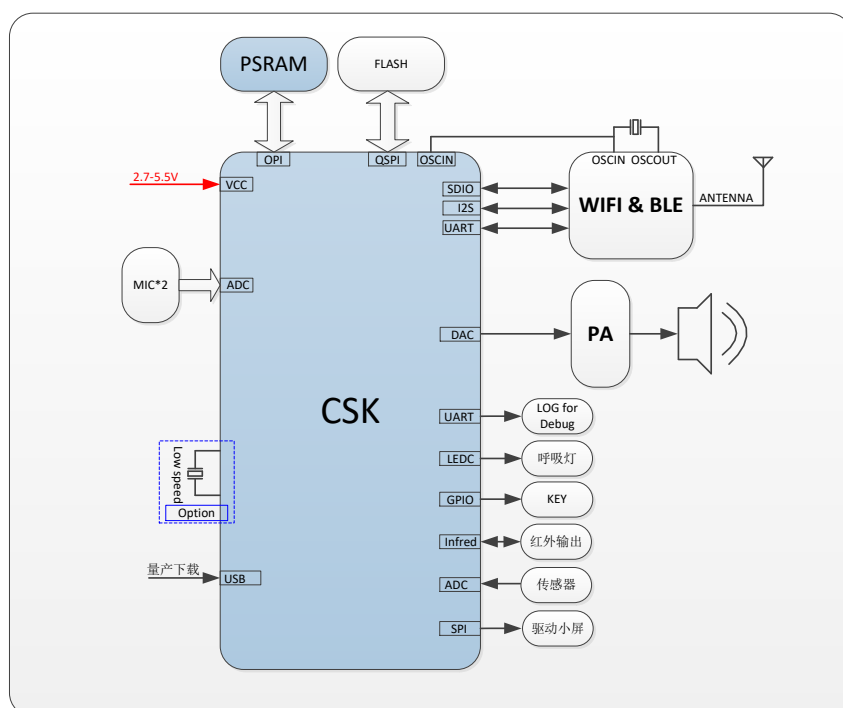 PSRAM
FLASH
OPI
QSPI
OSCIN
OSCIN OSCOUT
2.7-5.5V
VCC
SDIO
I2S
UART
WIFI & BLE
ANTENNA
MIC*2
ADC
DAC
PA
CSK
UART
LOG for
Debug
Low speed
Option
LEDC
呼吸灯
GPIO
KEY
Infred
红外输出
量产下载
USB
ADC
传感器
SPI
驱动小屏